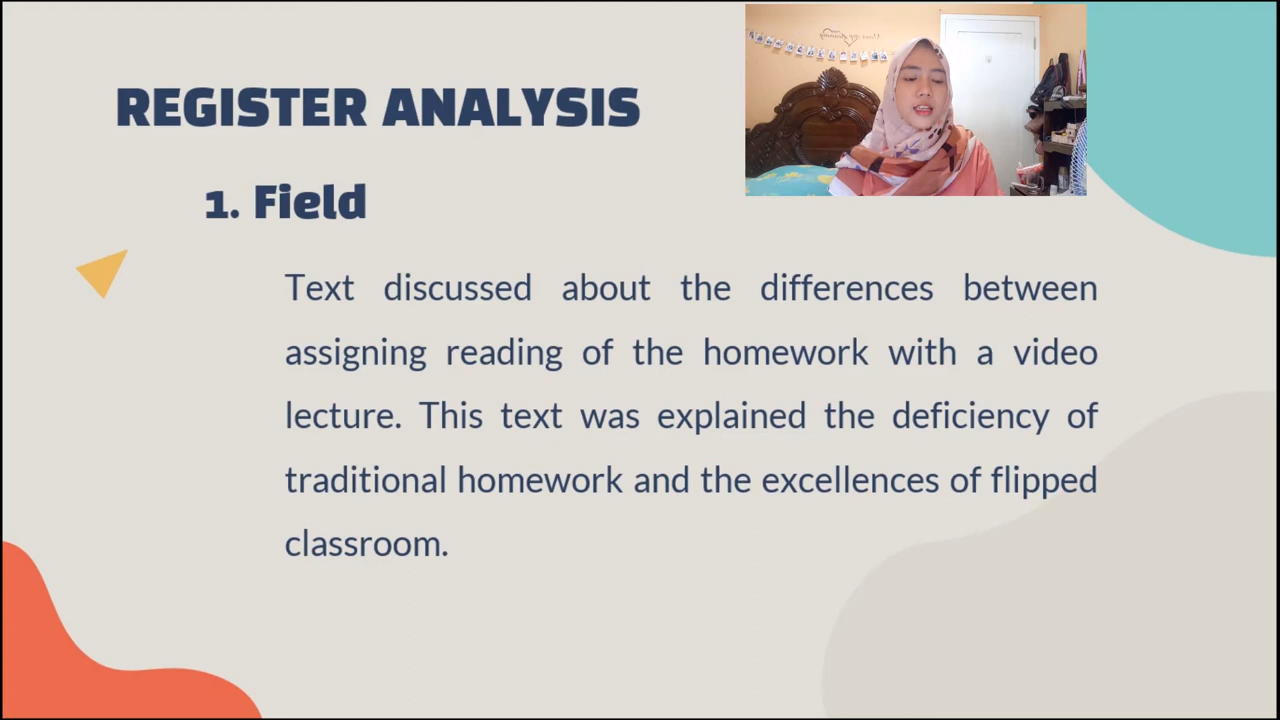 REGISTER ANALYSIS
1. Field
Text discussed about the differences between
assigning reading of the homework with a video
lecture. This text was explained the deficiency of
traditional homework and the excellences of flipped
classroom.